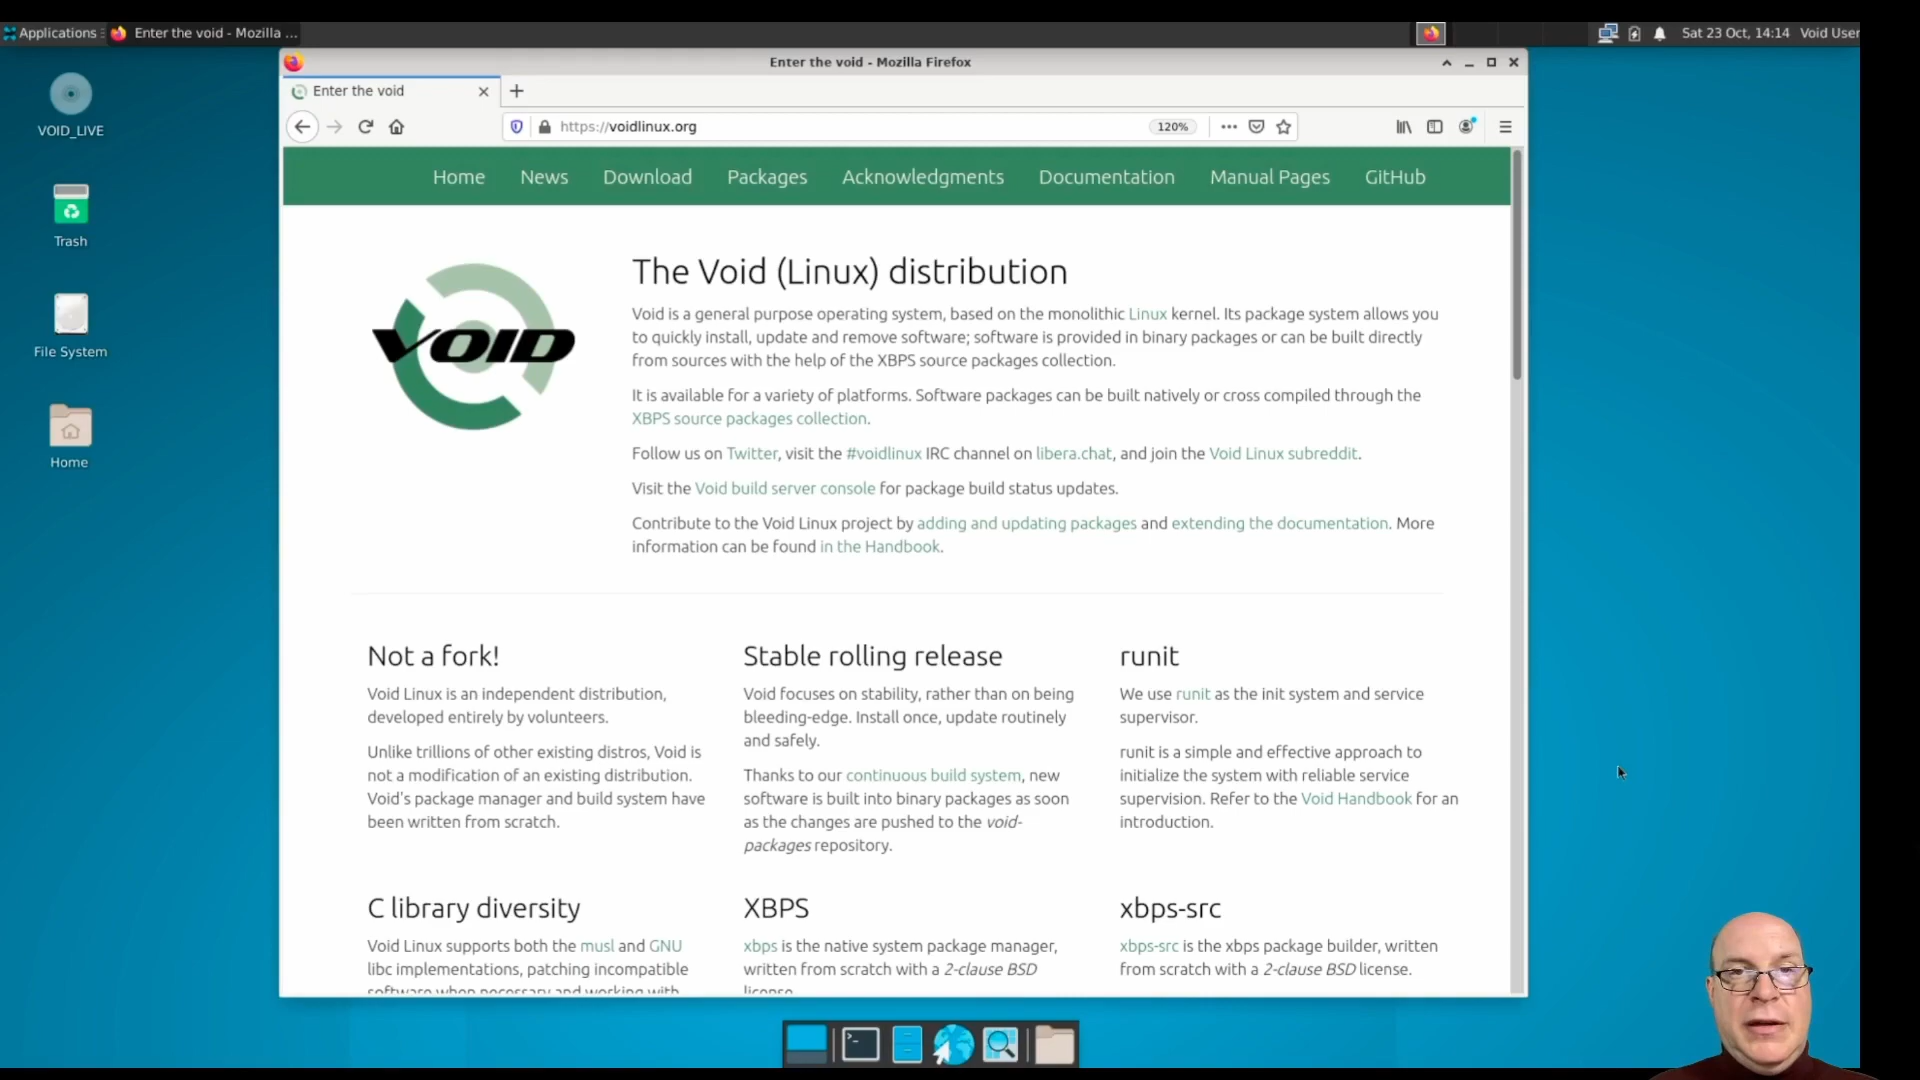 Applications
Enter the void - Mozilla ...
Sat 23 Oct, 14:14
Void User
Enter the void - Mozilla Firefox
Enter the void
https://voidlinux.org
120%
VOID_LIVE
Trash
File System
Home
Home
News
Download
Packages
Acknowledgments
Documentation
Manual Pages
GitHub
VOID
The Void (Linux) distribution
Void is a general purpose operating system, based on the monolithic Linux kernel. Its package system allows you
to quickly install, update and remove software; software is provided in binary packages or can be built directly
from sources with the help of the XBPS source packages collection.
It is available for a variety of platforms. Software packages can be built natively or cross compiled through the
XBPS source packages collection.
Follow us on Twitter, visit the #voidlinux IRC channel on libera.chat, and join the Void Linux subreddit.
Visit the Void build server console for package build status updates.
Contribute to the Void Linux project by adding and updating packages and extending the documentation. More
information can be found in the Handbook.
Not a fork!
Void Linux is an independent distribution,
developed entirely by volunteers.
Unlike trillions of other existing distros, Void is
not a modification of an existing distribution.
Void's package manager and build system have
been written from scratch.
Stable rolling release
Void focuses on stability, rather than on being
bleeding-edge. Install once, update routinely
and safely.
Thanks to our continuous build system, new
software is built into binary packages as soon
as the changes are pushed to the void-
packages repository.
runit
We use runit as the init system and service
supervisor.
runit is a simple and effective approach to
initialize the system with reliable service
supervision. Refer to the Void Handbook for an
introduction.
C library diversity
Void Linux supports both the musl and GNU
libc implementations, patching incompatible
software when necessary and working with
XBPS
xbps is the native system package manager,
written from scratch with a 2-clause BSD
license.
xbps-src
xbps-src is the xbps package builder, written
from scratch with a 2-clause BSD license.